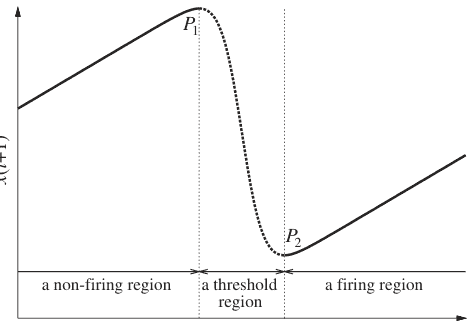 P1
x(t+1)
P2
a non-firing region
a threshold
region
a firing region